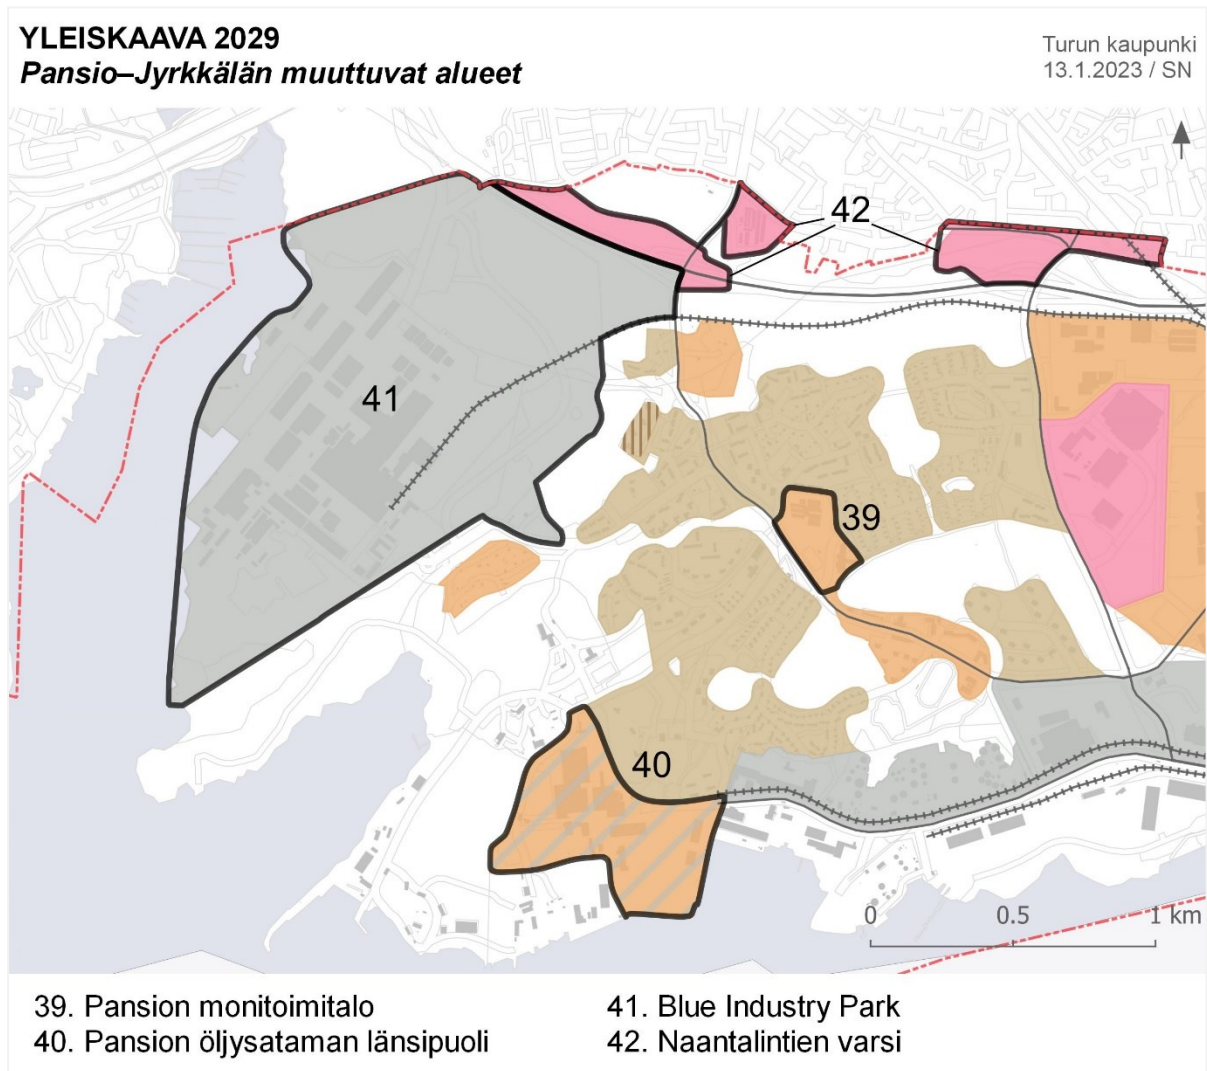 YLEISKAAVA 2029
Pansio–Jyrkkälän muuttuvat alueet
Turun kaupunki
13.1.2023 / SN
42
41
39
40
0 0.5 1 km
39. Pansion monitoimitalo
40. Pansion öljysataman länsipuoli
41. Blue Industry Park
42. Naantalintien varsi